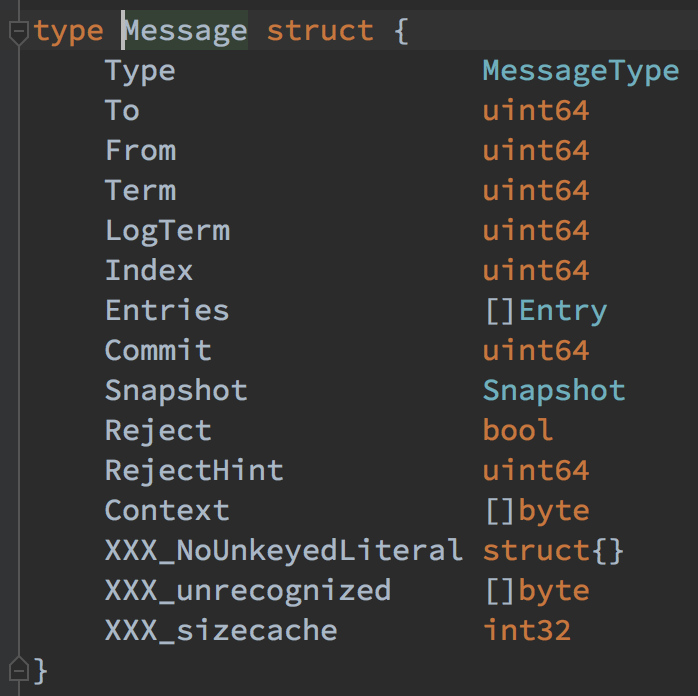 type Message struct {
Type MessageType
To uint64
From uint64
Term uint64
LogTerm uint64
Index uint64
Entries []Entry
Commit uint64
Snapshot Snapshot
Reject bool
RejectHint uint64
Context []byte
XXX_NoUnkeyedLiteral struct{}
XXX_unrecognized []byte
XXX_sizecache int32
}